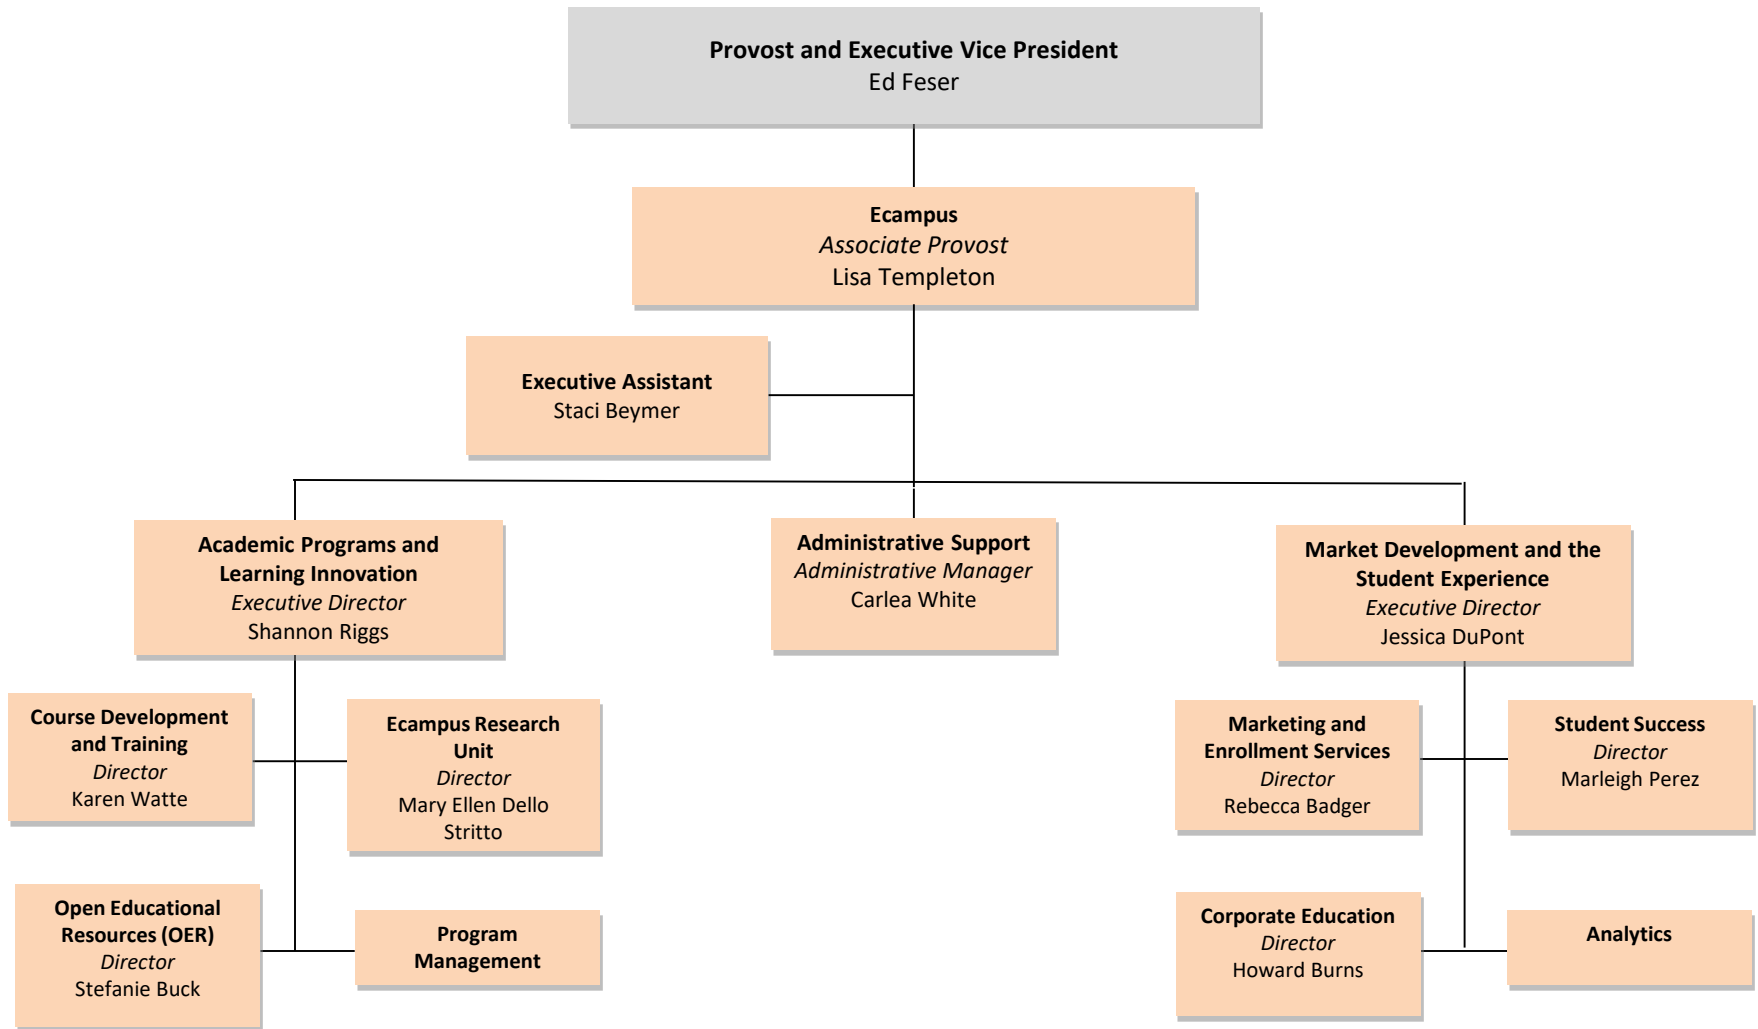 Provost and Executive Vice President
Ed Feser
Ecampus
Associate Provost
Lisa Templeton
Executive Assistant
Staci Beymer
Academic Programs and
Learning Innovation
Executive Director
Shannon Riggs
Administrative Support
Administrative Manager
Carlea White
Market Development and the
Student Experience
Executive Director
Jessica DuPont
Course Development
and Training
Director
Karen Watte
Ecampus Research
Unit
Director
Mary Ellen Dello
Stritto
Marketing and
Enrollment Services
Director
Rebecca Badger
Student Success
Director
Marleigh Perez
Open Educational
Resources (OER)
Director
Stefanie Buck
Program
Management
Corporate Education
Director
Howard Burns
Analytics